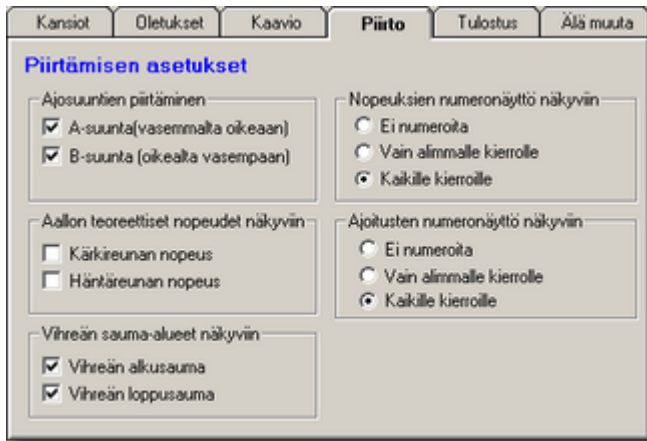 Kansiot Oletukset Kaavio Piirto Tulostus Älä muuta
Piirtämisen asetukset
Ajosuuntien piirtäminen
A-suunta(vasemmalta oikeaan)
B-suunta (oikealta vasempaan)
Aallon teoreettiset nopeudet näkyviin
Kärkireunan nopeus
Häntäreunan nopeus
Vihreän sauma-alueet näkyviin
Vihreän alkusauma
Vihreän loppusauma
Nopeuksien numeronäyttö näkyviin
Ei numeroita
Vain alimmalle kierrolle
Kaikille kierroille
Ajoitusten numeronäyttö näkyviin
Ei numeroita
Vain alimmalle kierrolle
Kaikille kierroille